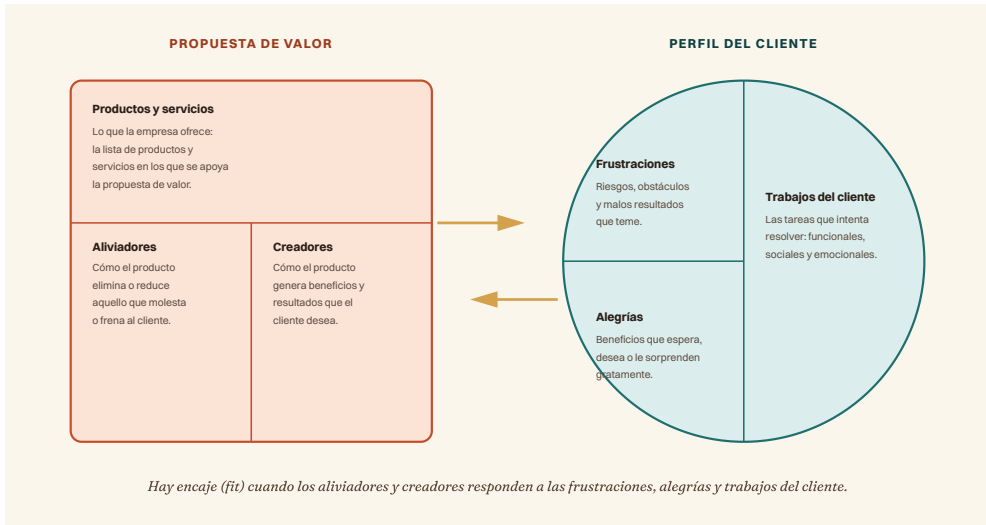 PROPUESTA DE VALOR
Productos y servicios
Lo que la empresa ofrece:
la lista de productos y
servicios en los que se apoya
la propuesta de valor.
Aliviadores
Cómo el producto
elimina o reduce
aquello que molesta
o frena al cliente.
Creadores
Cómo el producto
genera beneficios y
resultados que el
cliente desea.
PERFIL DEL CLIENTE
Frustraciones
Riesgos, obstáculos
y malos resultados
que teme.
Alegrías
Beneficios que espera,
desea o le sorprenden
gratamente.
Trabajos del cliente
Las tareas que intenta
resolver: funcionales,
sociales y emocionales.
Hay encaje (fit) cuando los aliviadores y creadores responden a las frustraciones, alegrías y trabajos del cliente.